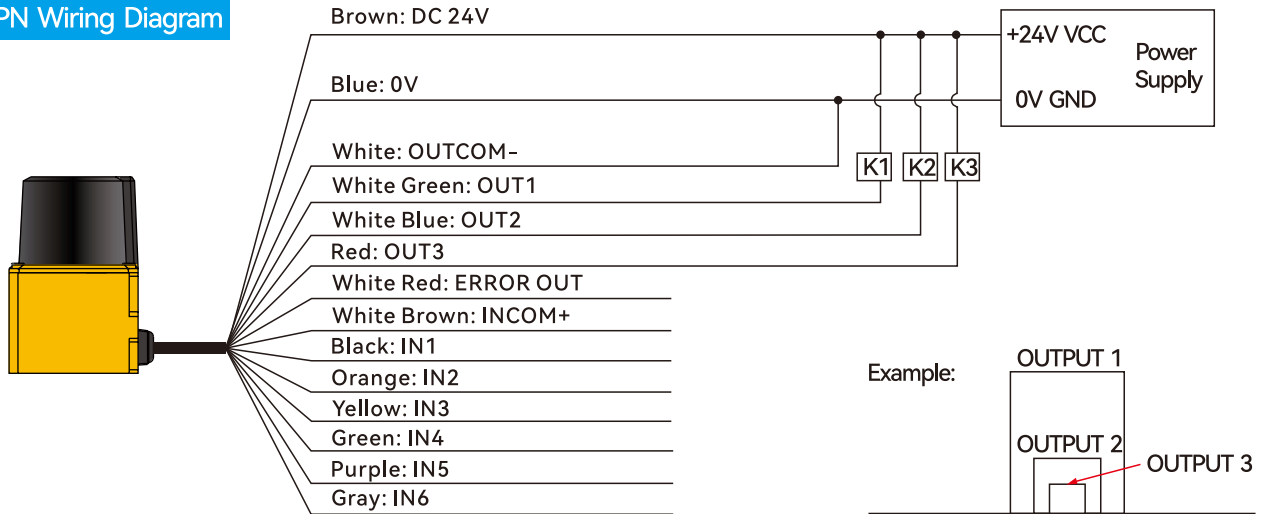 PN Wiring Diagram
Brown: DC 24V
+24V VCC
Power
Supply
Blue: 0V
0V GND
White: OUTCOM-
K1
K2
K3
White Green: OUT1
White Blue: OUT2
Red: OUT3
White Red: ERROR OUT
White Brown: INCOM+
Black: IN1
Orange: IN2
Yellow: IN3
Green: IN4
Purple: IN5
Gray: IN6
Example:
OUTPUT 1
OUTPUT 2
OUTPUT 3